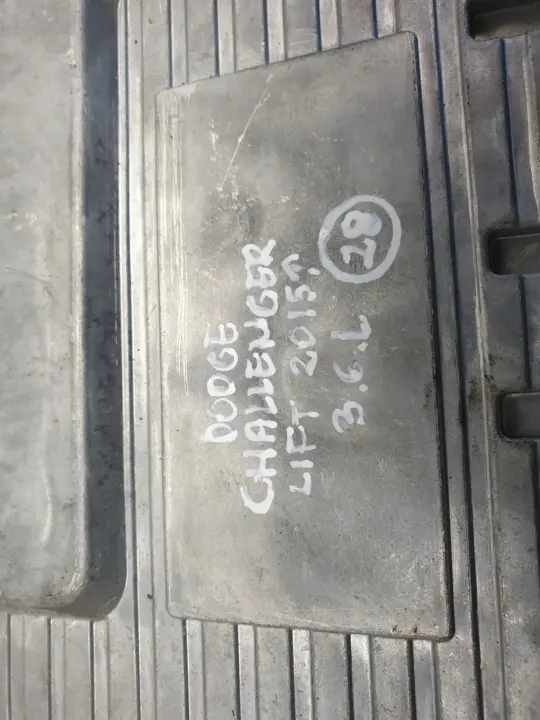 DODGE
CHALLENGER
LIFT 2015↑
3.6.L 28